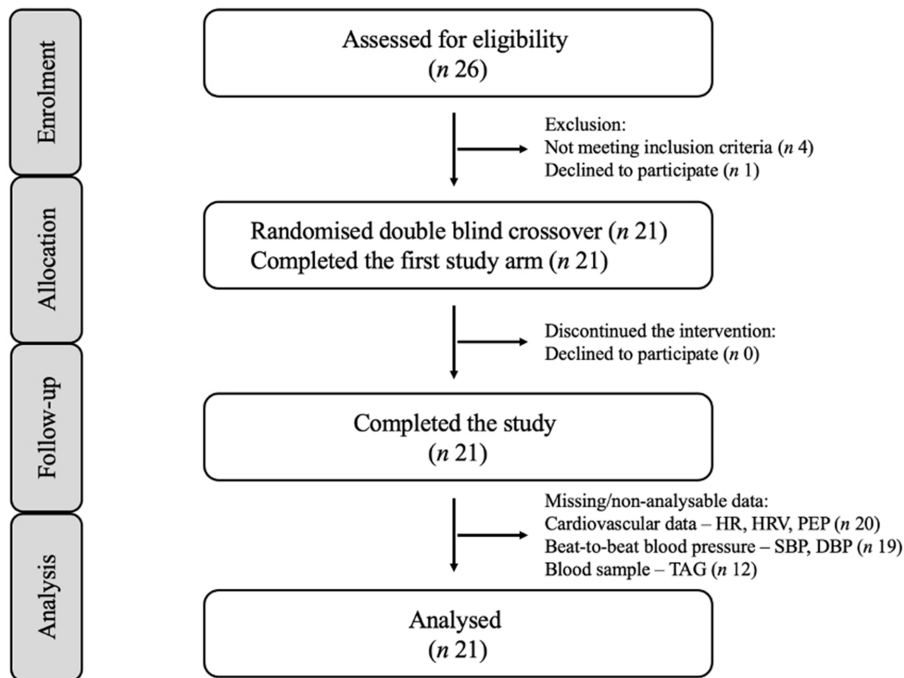 Enrolment
Assessed for eligibility
(n 26)
Exclusion:
Not meeting inclusion criteria (n 4)
Declined to participate (n 1)
Allocation
Randomised double blind crossover (n 21)
Completed the first study arm (n 21)
Discontinued the intervention:
Declined to participate (n 0)
Follow-up
Completed the study
(n 21)
Missing/non-analysable data:
Cardiovascular data – HR, HRV, PEP (n 20)
Beat-to-beat blood pressure – SBP, DBP (n 19)
Blood sample – TAG (n 12)
Analysis
Analysed
(n 21)